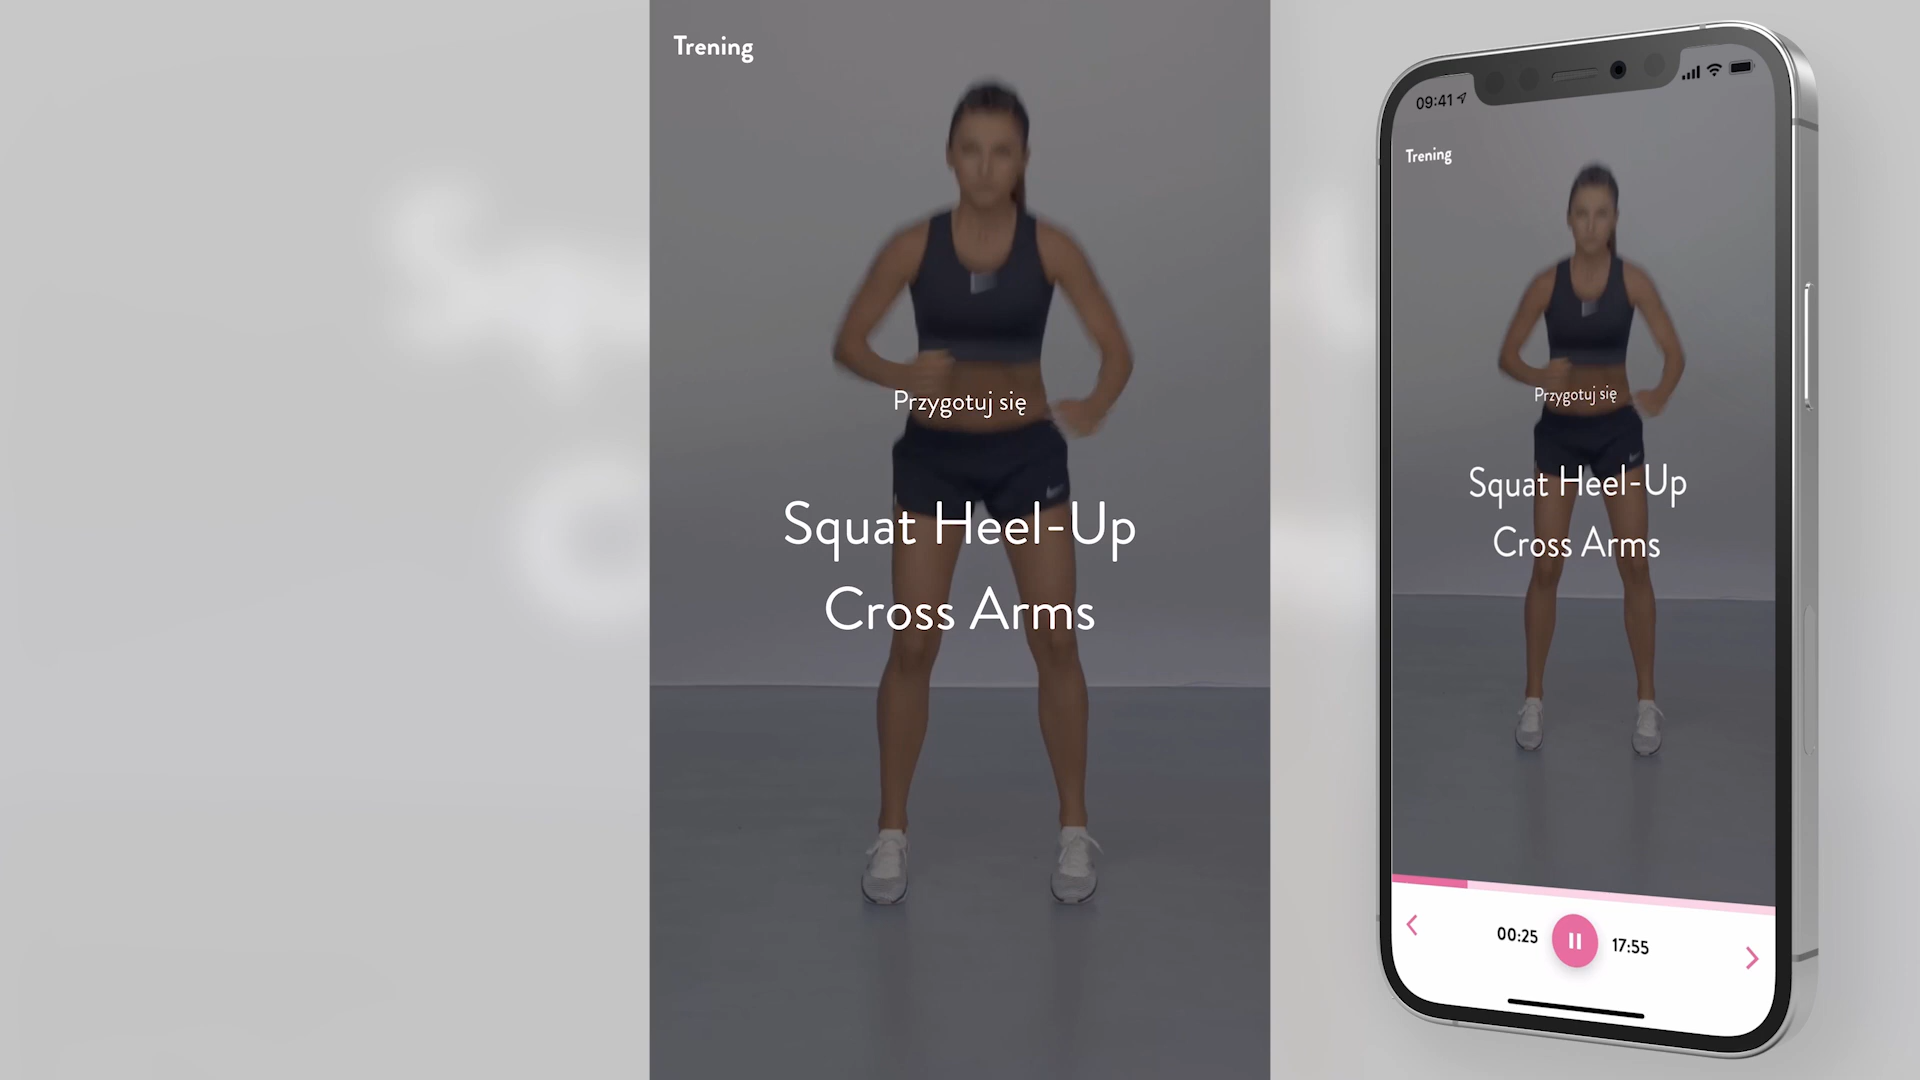 Trening
Przygotuj się
Squat Heel-Up
Cross Arms
09:41
Trening
Przygotuj się
Squat Heel-Up
Cross Arms
00:25
17:55